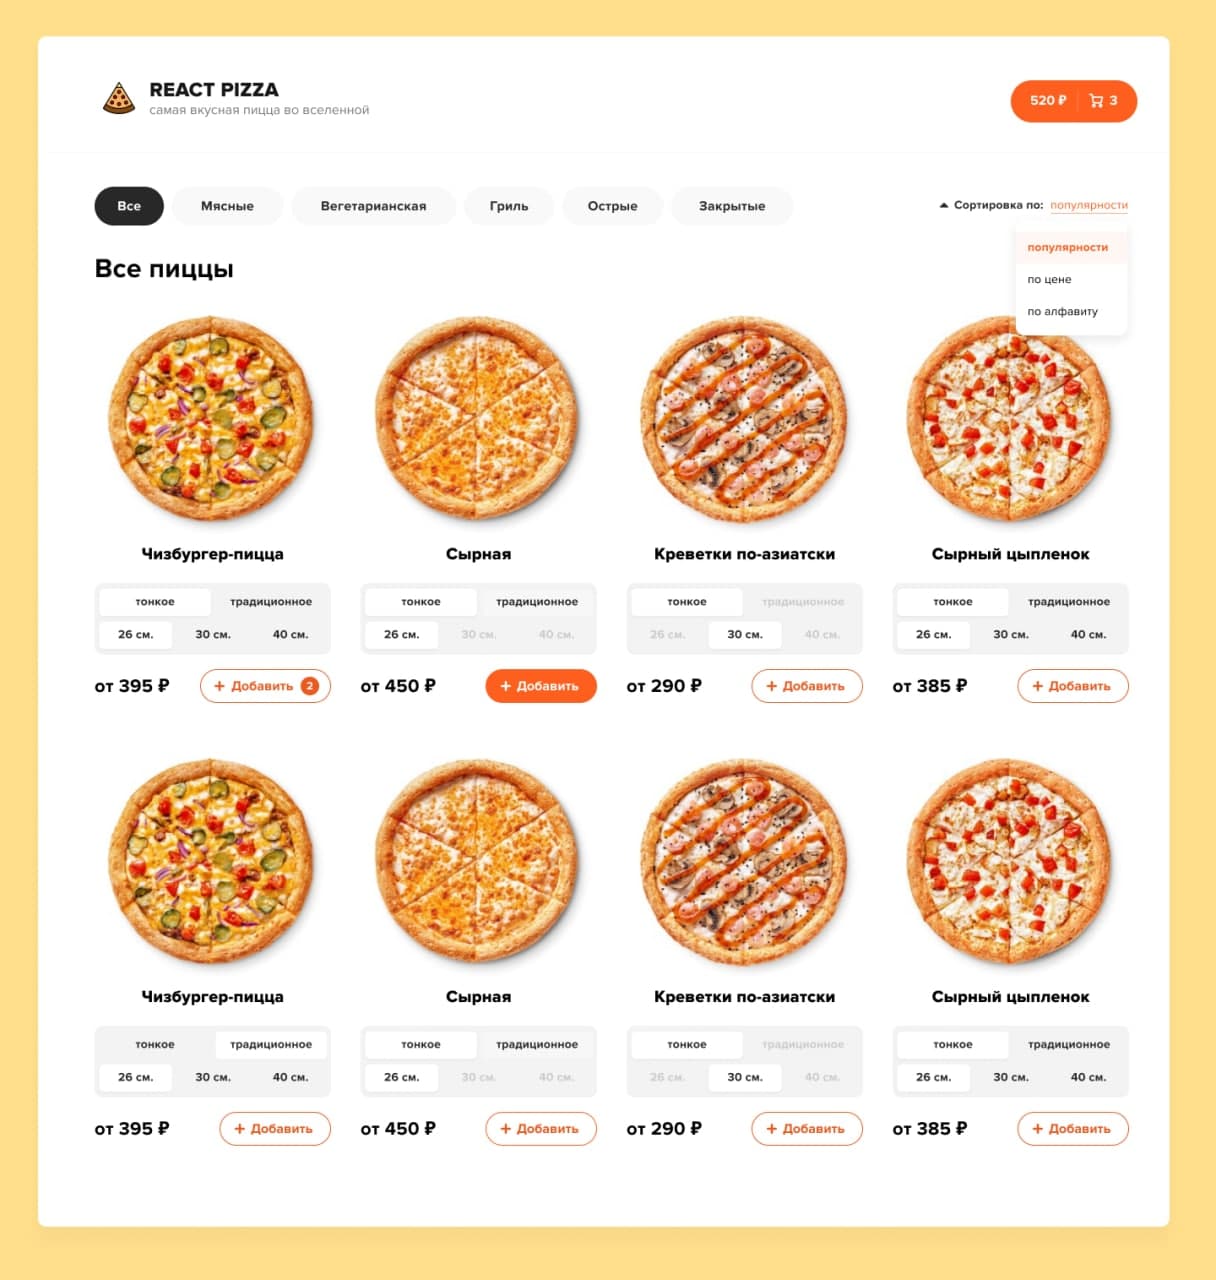 REACT PIZZA
самая вкусная пицца во вселенной
520 ₽ 3
Все Мясные Вегетарианская Гриль Острые Закрытые
Сортировка по: популярности
популярности
по цене
по алфавиту
Все пиццы
Чизбургер-пицца Сырная Креветки по-азиатски Сырный цыпленок
тонкое традиционное тонкое традиционное тонкое традиционное тонкое традиционное
26 см. 30 см. 40 см. 26 см. 30 см. 40 см. 26 см. 30 см. 40 см. 26 см. 30 см. 40 см.
от 395 ₽ + Добавить 2 от 450 ₽ + Добавить от 290 ₽ + Добавить от 385 ₽ + Добавить
Чизбургер-пицца Сырная Креветки по-азиатски Сырный цыпленок
тонкое традиционное тонкое традиционное тонкое традиционное тонкое традиционное
26 см. 30 см. 40 см. 26 см. 30 см. 40 см. 26 см. 30 см. 40 см. 26 см. 30 см. 40 см.
от 395 ₽ + Добавить от 450 ₽ + Добавить от 290 ₽ + Добавить от 385 ₽ + Добавить